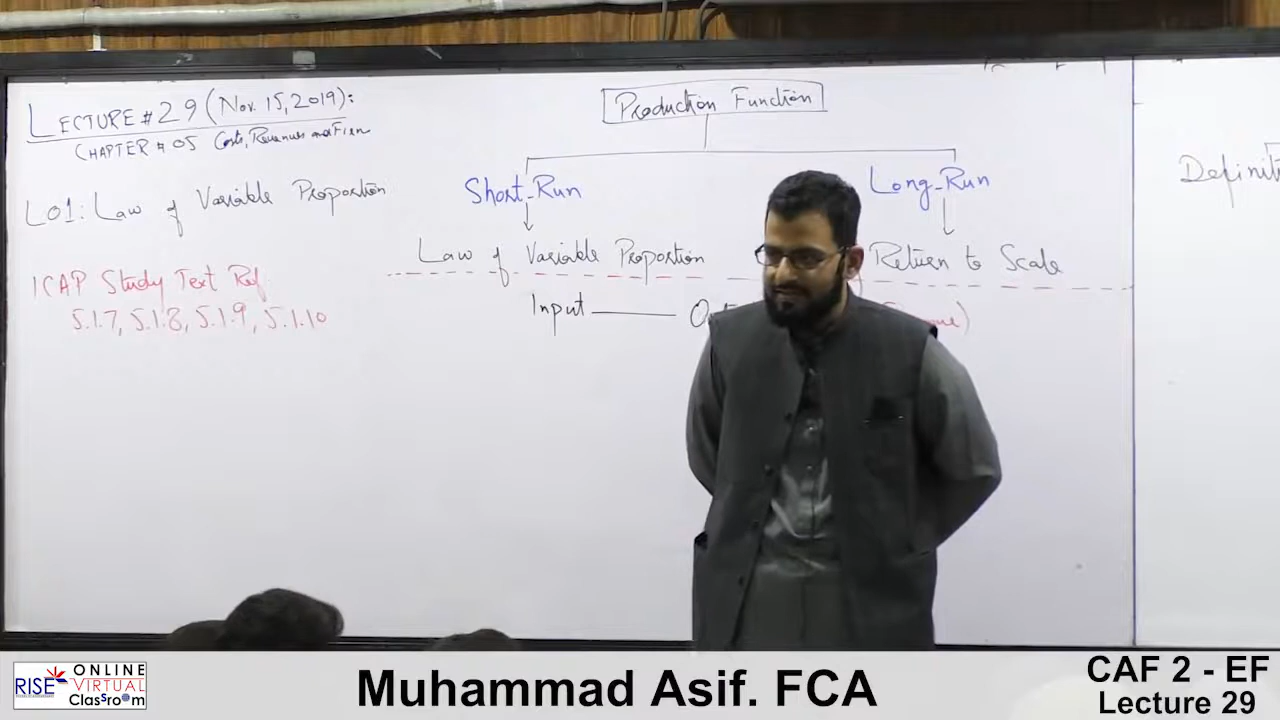 LECTURE # 29 (Nov. 15, 2019):
CHAPTER # 05 Costs, Revenues and Firm
LO1: Law of Variable Proportion
ICAP Study Text Ref
5.1.7, 5.1.8, 5.1.9, 5.1.10
Production Function
Short-Run
Long-Run
Law of Variable Proportion
Return to Scale
Input
RISE
ONLINE
VIRTUAL
Classroom
Muhammad Asif. FCA
CAF 2 - EF
Lecture 29